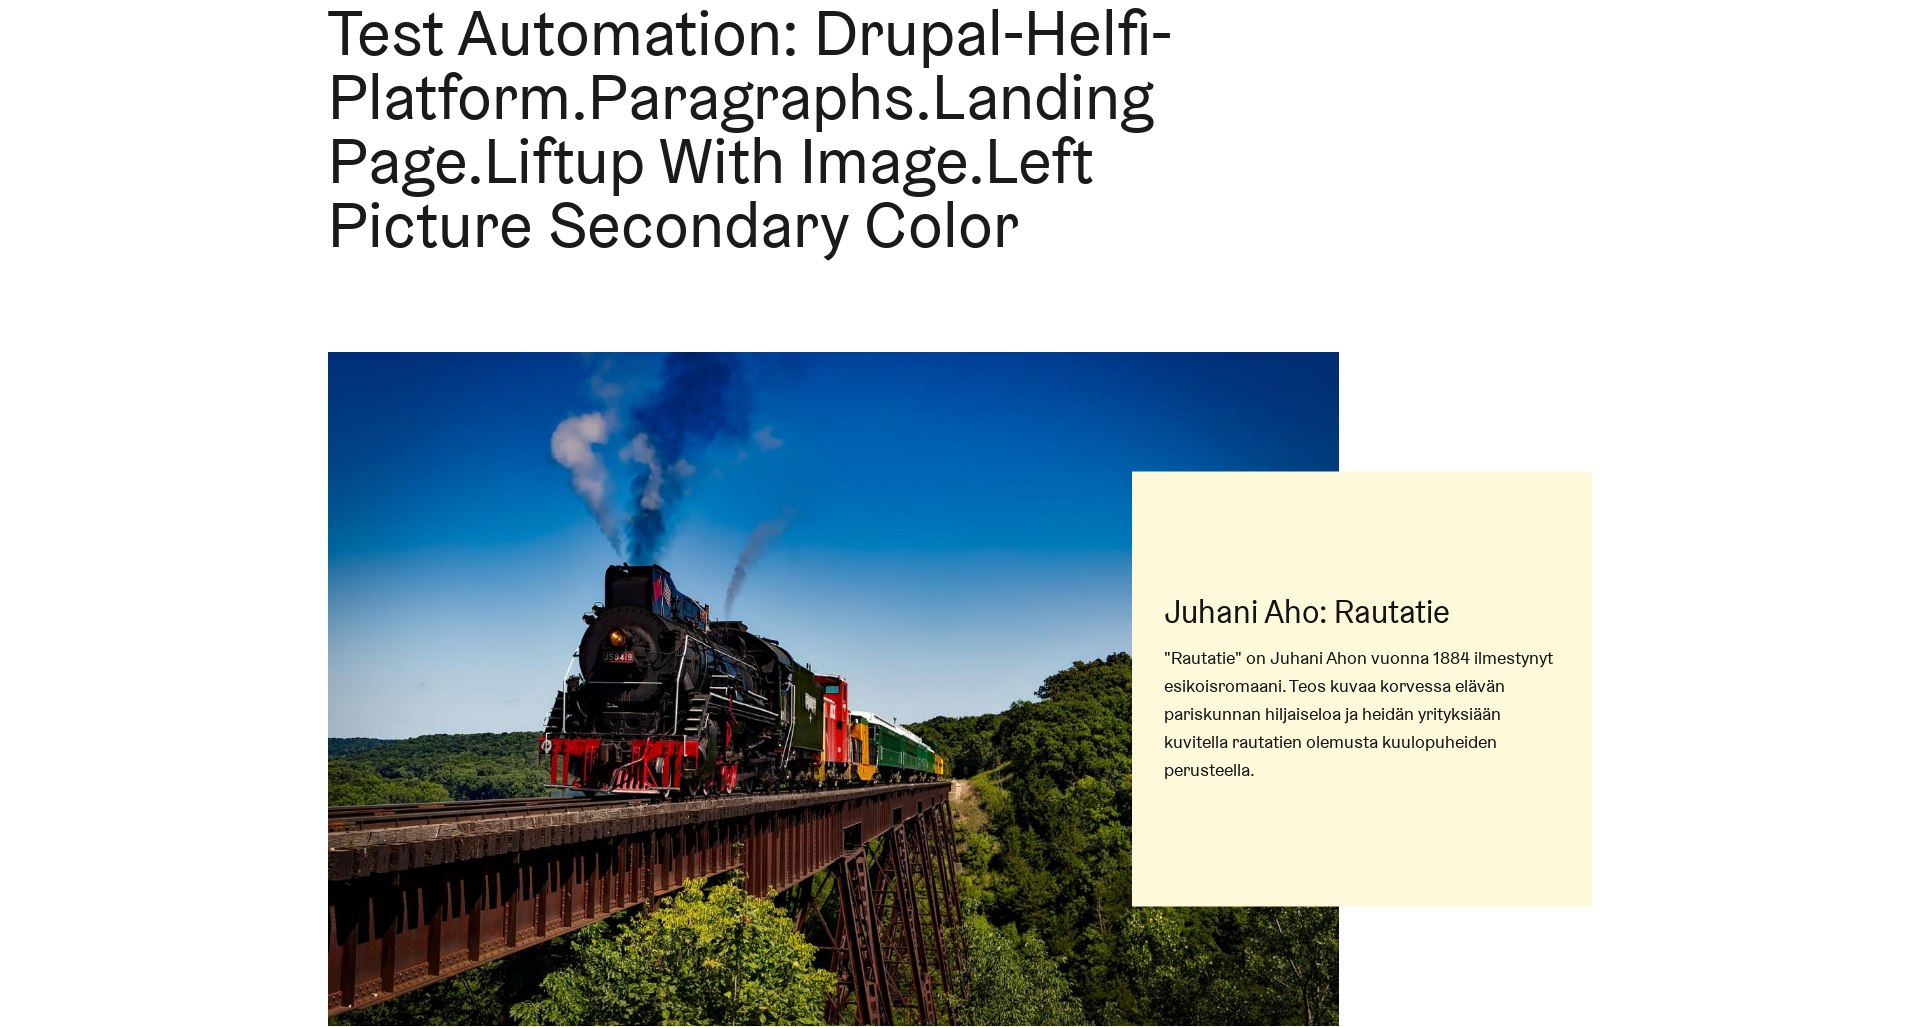 Test Automation: Drupal-Helfi-
Platform.Paragraphs.Landing
Page.Liftup With Image.Left
Picture Secondary Color
JS8419
Juhani Aho: Rautatie
"Rautatie" on Juhani Ahon vuonna 1884 ilmestynyt
esikoisromaani. Teos kuvaa korvessa elävän
pariskunnan hiljaiseloa ja heidän yrityksiään
kuvitella rautatien olemusta kuulopuheiden
perusteella.